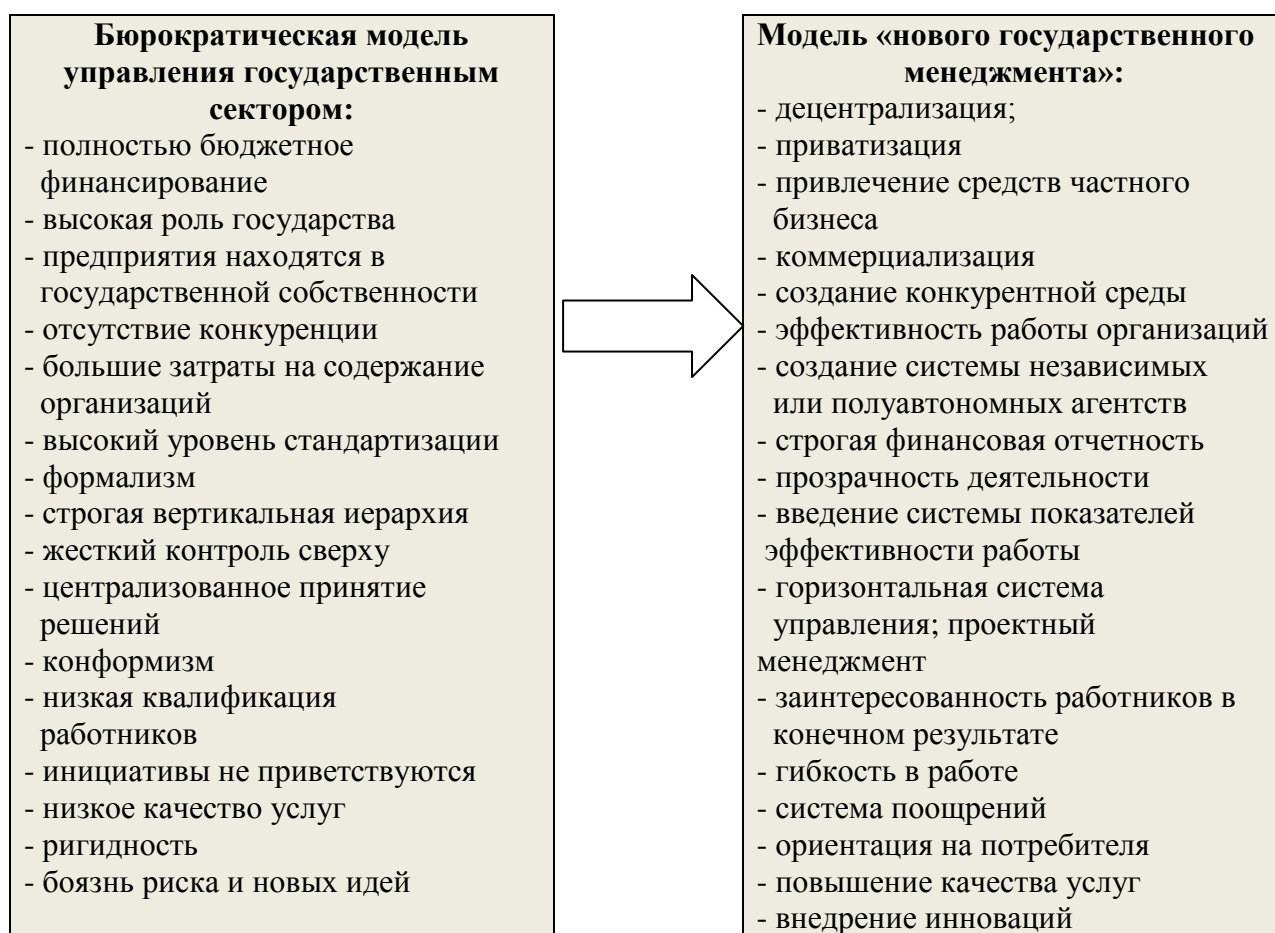 Бюрократическая модель
управления государственным
сектором:
- полностью бюджетное
финансирование
- высокая роль государства
- предприятия находятся в
государственной собственности
- отсутствие конкуренции
- большие затраты на содержание
организаций
- высокий уровень стандартизации
- формализм
- строгая вертикальная иерархия
- жесткий контроль сверху
- централизованное принятие
решений
- конформизм
- низкая квалификация
работников
- инициативы не приветствуются
- низкое качество услуг
- ригидность
- боязнь риска и новых идей
Модель «нового государственного
менеджмента»:
- децентрализация;
- приватизация
- привлечение средств частного
бизнеса
- коммерциализация
- создание конкурентной среды
- эффективность работы организаций
- создание системы независимых
или полуавтономных агентств
- строгая финансовая отчетность
- прозрачность деятельности
- введение системы показателей
эффективности работы
- горизонтальная система
управления; проектный
менеджмент
- заинтересованность работников в
конечном результате
- гибкость в работе
- система поощрений
- ориентация на потребителя
- повышение качества услуг
- внедрение инноваций